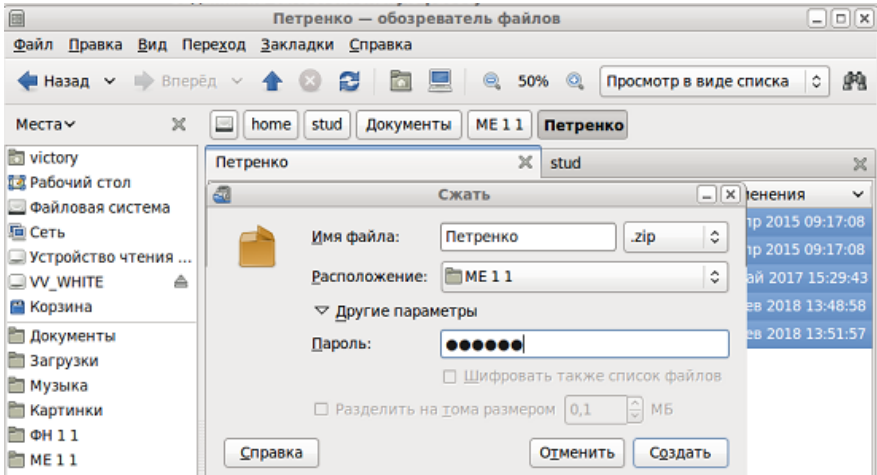 Петренко — обозреватель файлов
Файл Правка Вид Переход Закладки Справка
Назад Вперёд 50% Просмотр в виде списка
Места home stud Документы МЕ 1 1 Петренко
Петренко stud
victory
Рабочий стол
Файловая система
Сеть
Устройство чтения ...
VV_WHITE
Корзина
Документы
Загрузки
Музыка
Картинки
ФН 1 1
МЕ 1 1
Сжать
Имя файла: Петренко .zip
Расположение: МЕ 1 1
Другие параметры
Пароль: ●●●●●●
Шифровать также список файлов
Разделить на тома размером 0,1 МБ
Справка Отменить Создать
енения
пр 2015 09:17:08
пр 2015 09:17:08
ай 2017 15:29:43
ев 2018 13:48:58
ев 2018 13:51:57